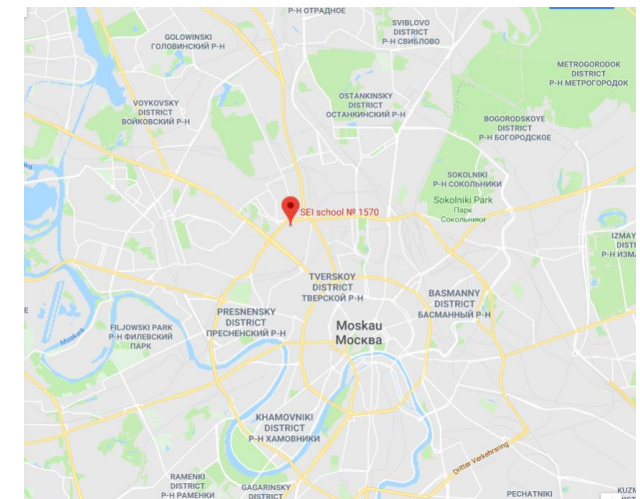 Р-Н ОТРАДНОЕ
SVIBLOVO
DISTRICT
Р-Н СВИБЛОВО
GOLOWINSKI
ГОЛОВИНСКИЙ Р-Н
METROGORODOK
DISTRICT
Р-Н МЕТРОГОРОДОК
VOYKOVSKY
DISTRICT
ВОЙКОВСКИЙ Р-Н
OSTANKINSKY
DISTRICT
ОСТАНКИНСКИЙ Р-Н
BOGORODSKOYE
DISTRICT
Р-Н БОГОРОДСКОЕ
SOKOLNIKI
Р-Н СОКОЛЬНИКИ
Sokolniki Park
Парк
Сокольники
SEI school № 1570
IZMAY
DISTI
Р-Н ИЗМА
TVERSKOY
DISTRICT
ТВЕРСКОЙ Р-Н
BASMANNY
DISTRICT
БАСМАННЫЙ Р-Н
PRESNENSKY
DISTRICT
ПРЕСНЕНСКИЙ Р-Н
FILJOWSKI PARK
Р-Н ФИЛЕВСКИЙ
ПАРК
Moskau
Москва
Moskwa
KHAMOVNIKI
DISTRICT
Р-Н ХАМОВНИКИ
Dritter Verkehrsring
RAMENKI
DISTRICT
Р-Н РАМЕНКИ
GAGARINSKY
DISTRICT
PECHATNIKI
KUZM